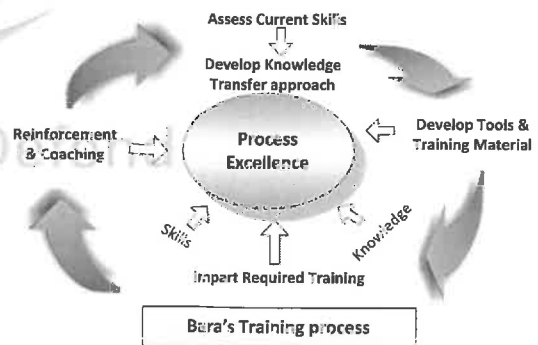 Assess Current Skills
Develop Knowledge
Transfer approach
Reinforcement
& Coaching
Process
Excellence
Develop Tools &
Training Material
Skills
Knowledge
Impart Required Training
Bara's Training process